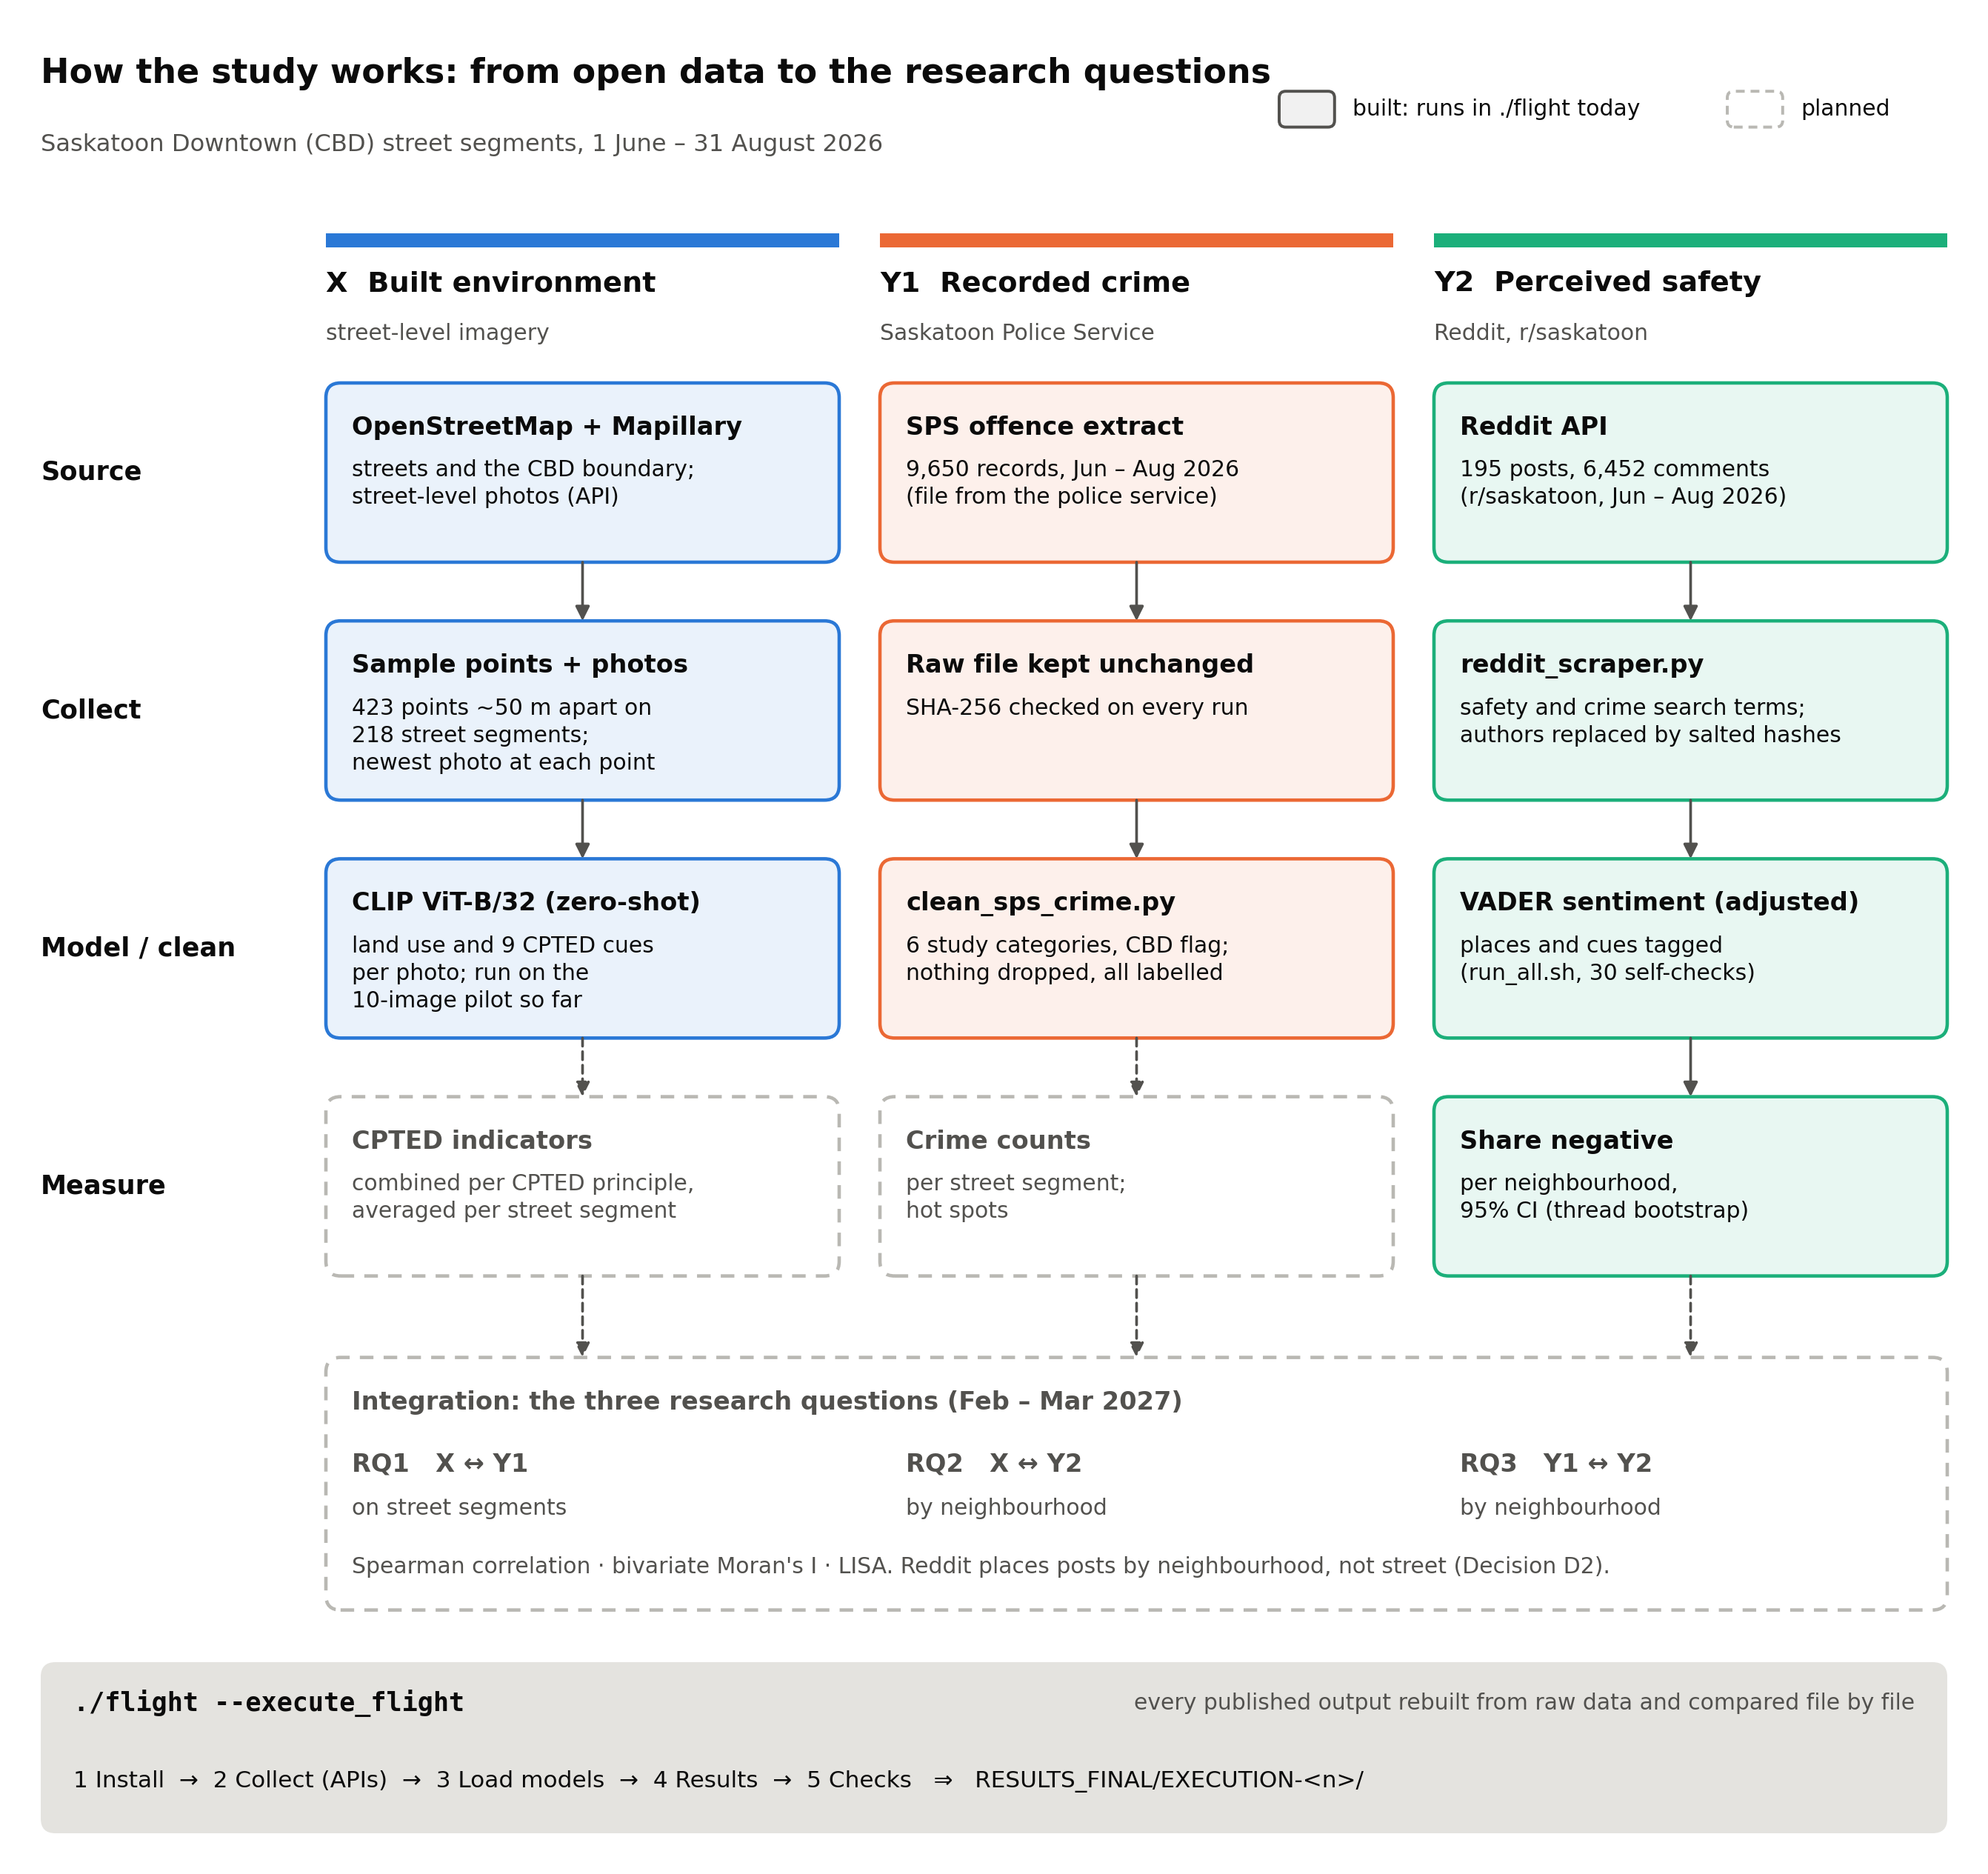 How the study works: from open data to the research questions
built: runs in ./flight today
planned
Saskatoon Downtown (CBD) street segments, 1 June – 31 August 2026
X Built environment
street-level imagery
Y1 Recorded crime
Saskatoon Police Service
Y2 Perceived safety
Reddit, r/saskatoon
Source
OpenStreetMap + Mapillary
streets and the CBD boundary;
street-level photos (API)
SPS offence extract
9,650 records, Jun – Aug 2026
(file from the police service)
Reddit API
195 posts, 6,452 comments
(r/saskatoon, Jun – Aug 2026)
Collect
Sample points + photos
423 points ~50 m apart on
218 street segments;
newest photo at each point
Raw file kept unchanged
SHA-256 checked on every run
reddit_scraper.py
safety and crime search terms;
authors replaced by salted hashes
Model / clean
CLIP ViT-B/32 (zero-shot)
land use and 9 CPTED cues
per photo; run on the
10-image pilot so far
clean_sps_crime.py
6 study categories, CBD flag;
nothing dropped, all labelled
VADER sentiment (adjusted)
places and cues tagged
(run_all.sh, 30 self-checks)
Measure
CPTED indicators
combined per CPTED principle,
averaged per street segment
Crime counts
per street segment;
hot spots
Share negative
per neighbourhood,
95% CI (thread bootstrap)
Integration: the three research questions (Feb – Mar 2027)
RQ1 X ↔ Y1
on street segments
RQ2 X ↔ Y2
by neighbourhood
RQ3 Y1 ↔ Y2
by neighbourhood
Spearman correlation · bivariate Moran's I · LISA. Reddit places posts by neighbourhood, not street (Decision D2).
./flight --execute_flight
every published output rebuilt from raw data and compared file by file
1 Install → 2 Collect (APIs) → 3 Load models → 4 Results → 5 Checks ⇒ RESULTS_FINAL/EXECUTION-<n>/